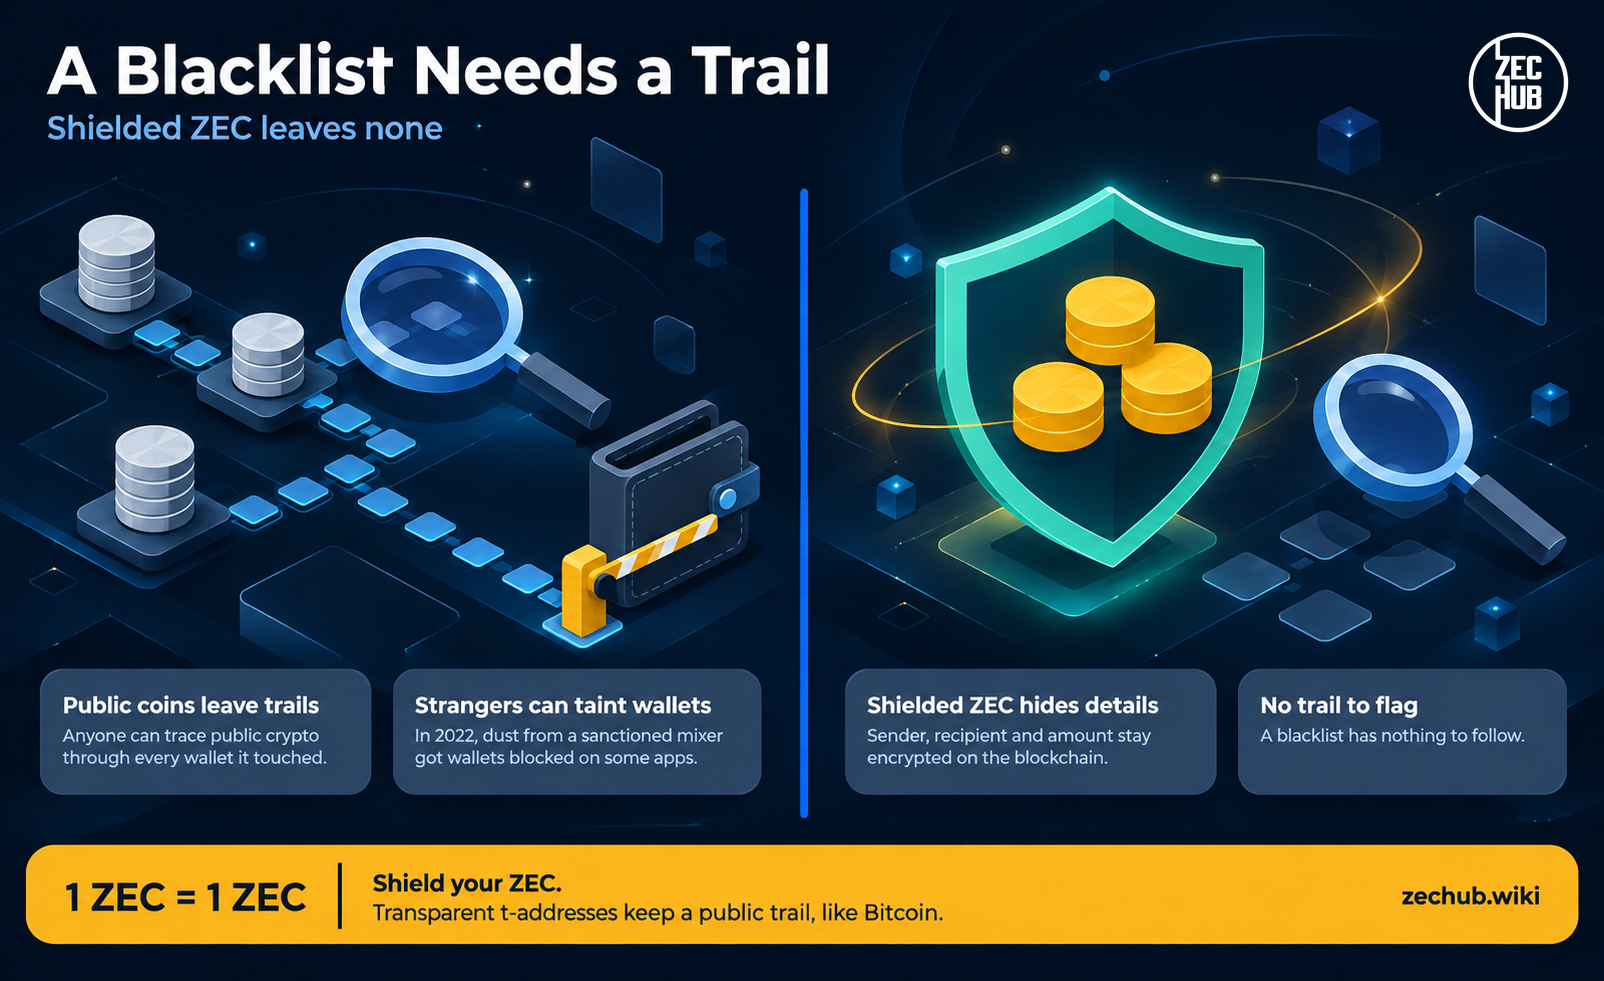 A Blacklist Needs a Trail
Shielded ZEC leaves none
ZEC
HUB
Public coins leave trails
Anyone can trace public crypto
through every wallet it touched.
Strangers can taint wallets
In 2022, dust from a sanctioned mixer
got wallets blocked on some apps.
Shielded ZEC hides details
Sender, recipient and amount stay
encrypted on the blockchain.
No trail to flag
A blacklist has nothing to follow.
1 ZEC = 1 ZEC
Shield your ZEC.
Transparent t-addresses keep a public trail, like Bitcoin.
zechub.wiki